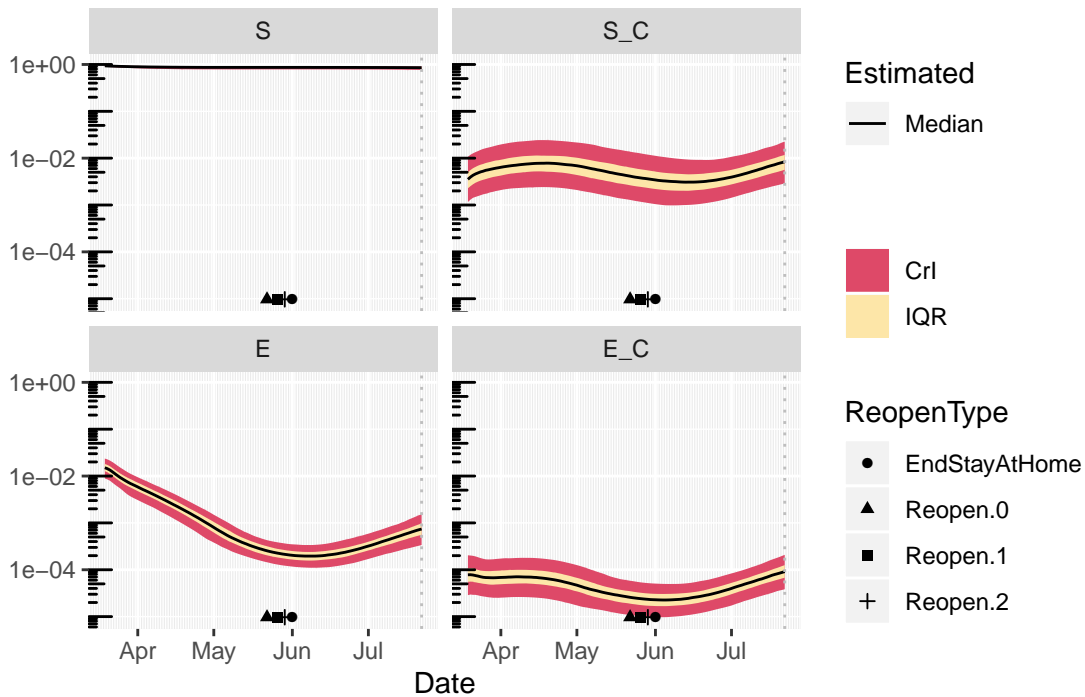 S
S_C
1e+00
1e−02
1e−04
E
E_C
1e+00
1e−02
1e−04
Apr May Jun Jul
Apr May Jun Jul
Date
Estimated
Median
CrI
IQR
ReopenType
EndStayAtHome
Reopen.0
Reopen.1
Reopen.2